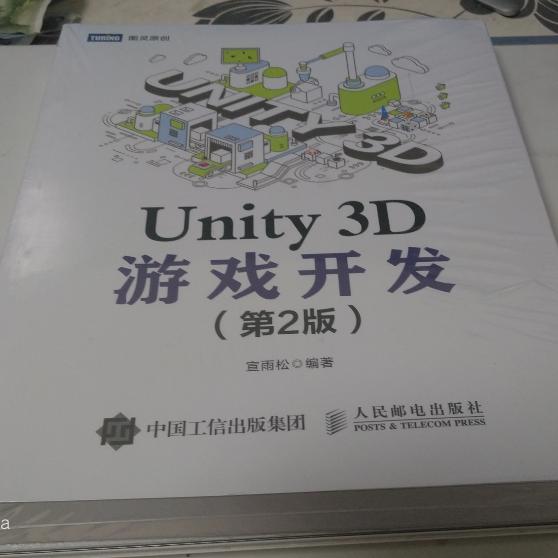 TURING 图灵原创
UNITY 3D
Unity 3D
游戏开发
（第2版）
宣雨松◎编著
中国工信出版集团
人民邮电出版社
POSTS & TELECOM PRESS
a